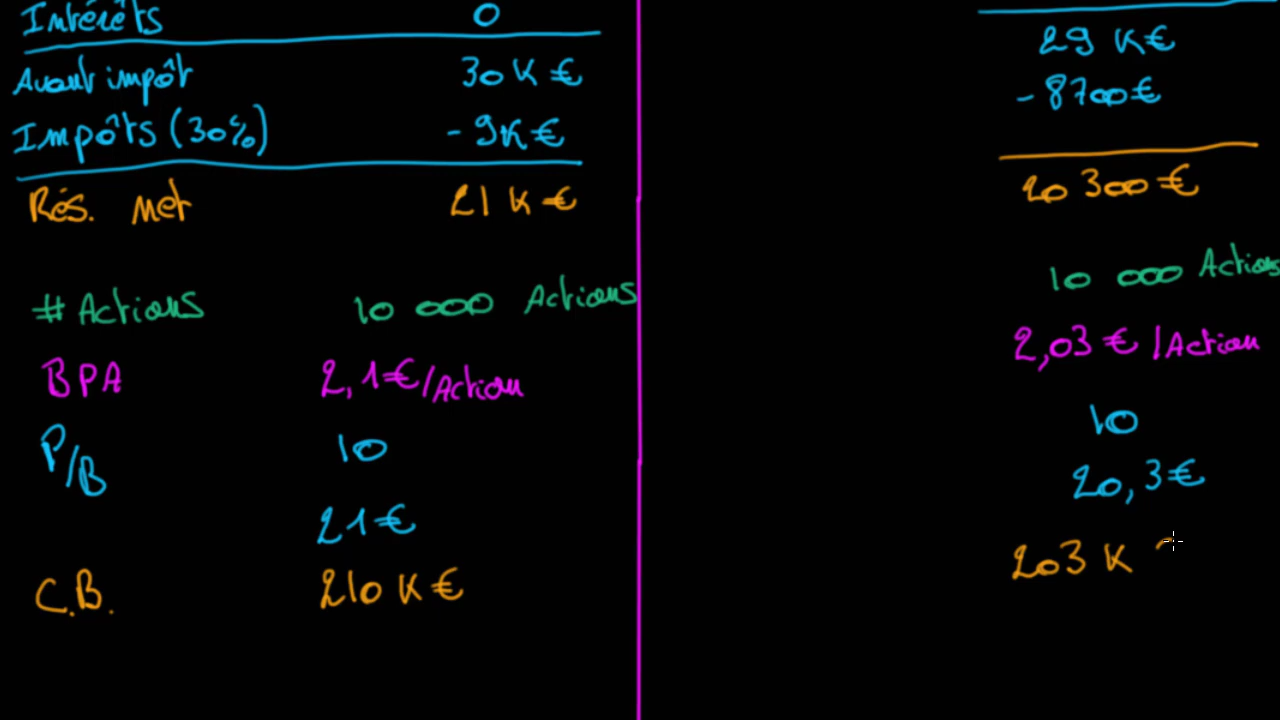 Intérêts 0
Avant impôt 30 K €
Impôts (30%) - 9K€
Rés. net 21 K €
# Actions 10 000 Actions
BPA 2,1€/Action
P/B 10
21€
C.B. 210 K €
29 K€
- 8700€
20 300 €
10 000 Actions
2,03 € /Action
10
20,3€
203 K